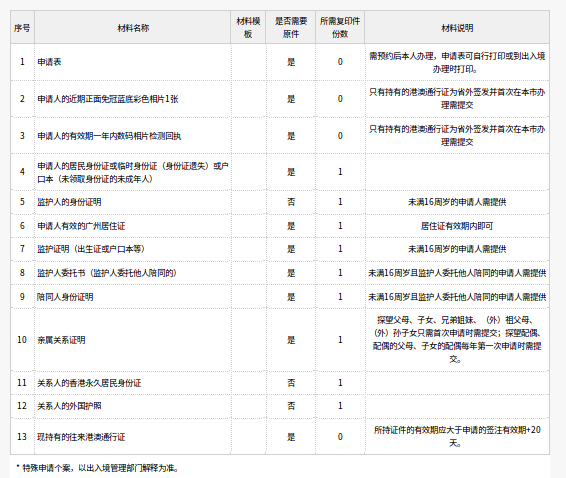 序号 材料名称 材料模板 是否需要原件 所需复印件份数 材料说明
1 申请表 是 0 需预约后本人办理，申请表可自行打印或到出入境
办理时打印。
2 申请人的近期正面免冠蓝底彩色相片1张 是 0 只有持有的港澳通行证为省外签发并首次在本市办
理需提交
3 申请人的有效期一年内数码相片检测回执 是 0 只有持有的港澳通行证为省外签发并首次在本市办
理需提交
4 申请人的居民身份证或临时身份证（身份证遗失）或户
口本（未领取身份证的未成年人） 是 1
5 监护人的身份证明 否 1 未满16周岁的申请人需提供
6 申请人有效的广州居住证 是 1 居住证有效期内即可
7 监护证明（出生证或户口本等） 是 1 未满16周岁的申请人需提供
8 监护人委托书（监护人委托他人陪同的） 是 1 未满16周岁且监护人委托他人陪同的申请人需提供
9 陪同人身份证明 是 1 未满16周岁且监护人委托他人陪同的申请人需提供
10 亲属关系证明 是 1 探望父母、子女、兄弟姐妹、（外）祖父母、
（外）孙子女只需首次申请时需提交；探望配偶、
配偶的父母、子女的配偶每年第一次申请时需提
交。
11 关系人的香港永久居民身份证 否 1
12 关系人的外国护照 否 1
13 现持有的往来港澳通行证 是 0 所持证件的有效期应大于申请的签注有效期+20
天。
* 特殊申请个案，以出入境管理部门解释为准。